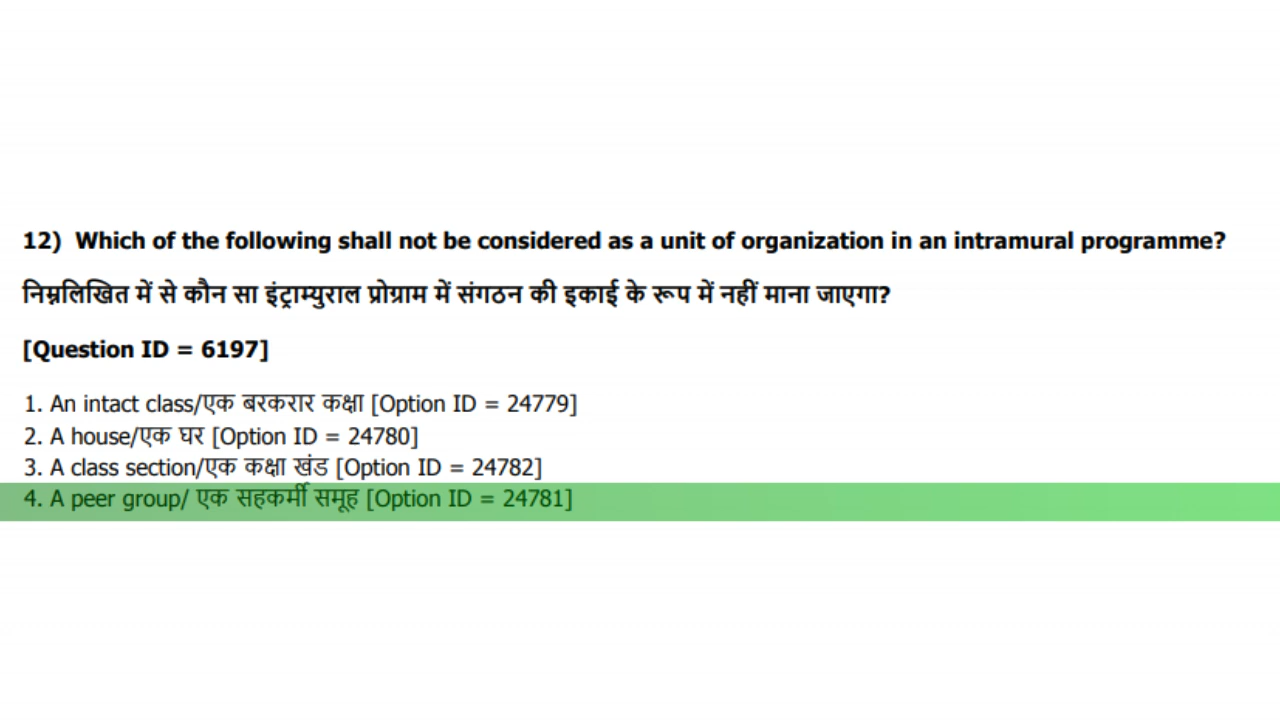 12) Which of the following shall not be considered as a unit of organization in an intramural programme?
निम्नलिखित में से कौन सा इंट्राम्युराल प्रोग्राम में संगठन की इकाई के रूप में नहीं माना जाएगा?
[Question ID = 6197]
1. An intact class/एक बरकरार कक्षा [Option ID = 24779]
2. A house/एक घर [Option ID = 24780]
3. A class section/एक कक्षा खंड [Option ID = 24782]
4. A peer group/ एक सहकर्मी समूह [Option ID = 24781]